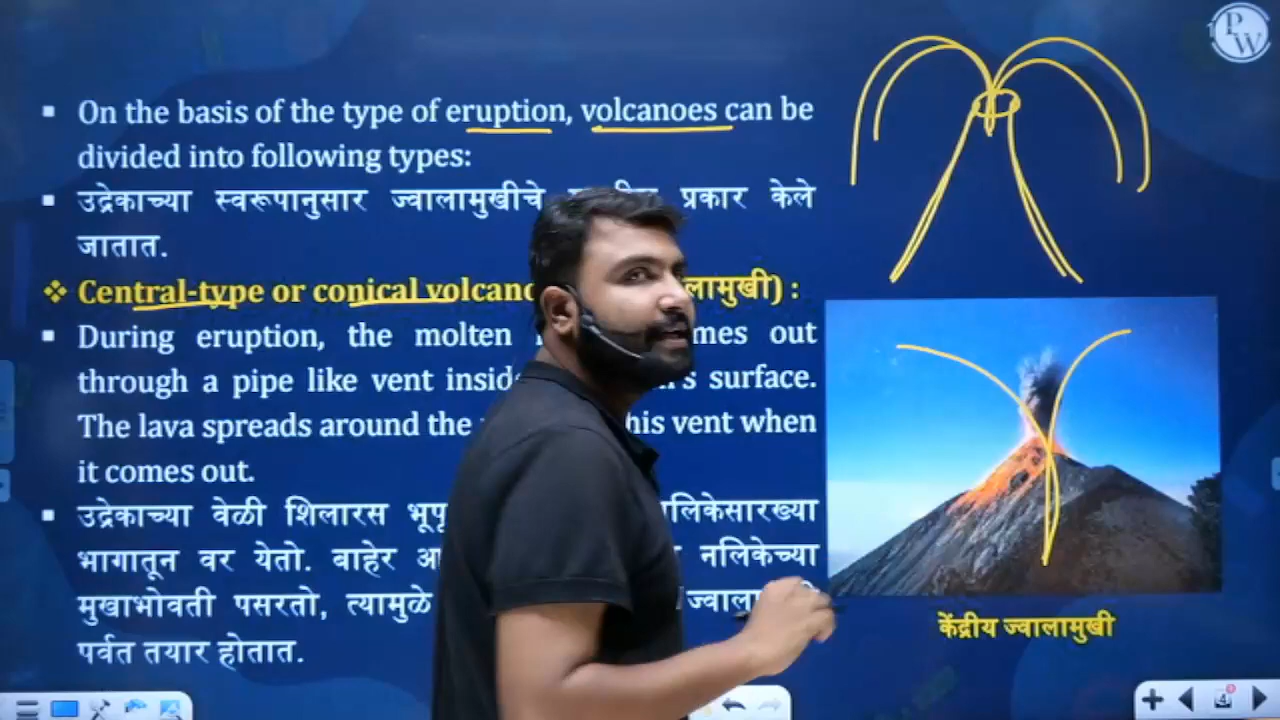 PW
On the basis of the type of eruption, volcanoes can be
divided into following types:
उद्रेकाच्या स्वरूपानुसार ज्वालामुखीचे प्रकार केले
जातात.
Central-type or conical volcano लामुखी) :
During eruption, the molten mes out
through a pipe like vent inside surface.
The lava spreads around the his vent when
it comes out.
उद्रेकाच्या वेळी शिलारस लिकेसारख्या
भागातून वर येतो. बाहेर नलिकेच्या
मुखाभोवती पसरतो, त्यामुळे
पर्वत तयार होतात.
केंद्रीय ज्वालामुखी